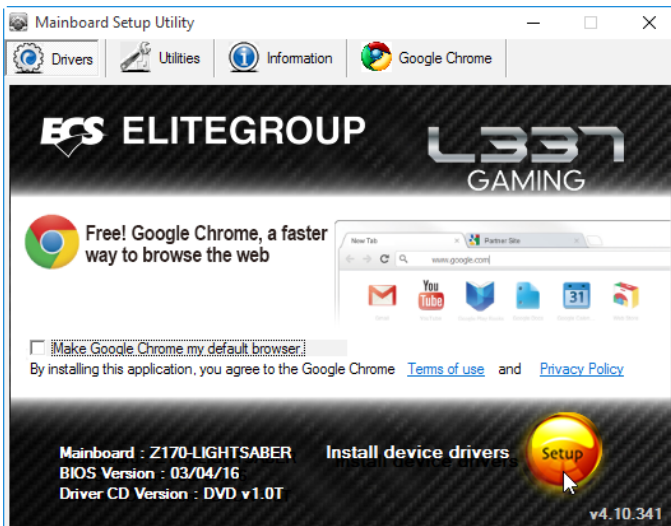 Mainboard Setup Utility
Drivers
Utilities
Information
Google Chrome
ECS ELITEGROUP
L337
GAMING
Free! Google Chrome, a faster
way to browse the web
New Tab
Partner Site
www.google.com
You
Tube
31
Make Google Chrome my default browser.
By installing this application, you agree to the Google Chrome Terms of use and Privacy Policy
Mainboard : Z170-LIGHTSABER
BIOS Version : 03/04/16
Driver CD Version : DVD v1.0T
Install device drivers
Setup
v4.10.341